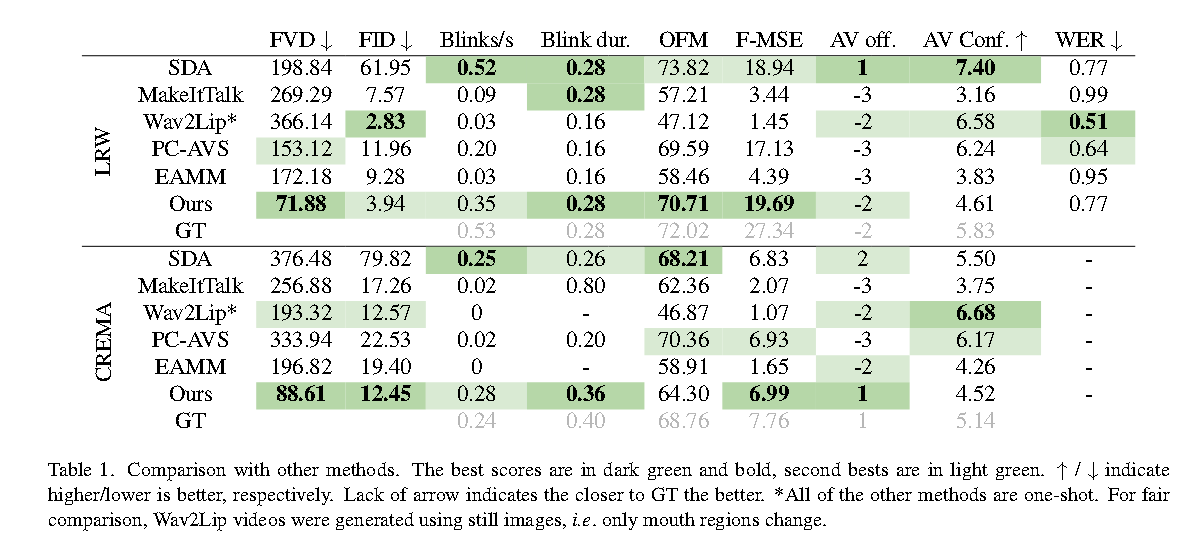 FVD ↓ FID ↓ Blinks/s Blink dur. OFM F-MSE AV off. AV Conf. ↑ WER ↓
LRW
SDA 198.84 61.95 0.52 0.28 73.82 18.94 1 7.40 0.77
MakeItTalk 269.29 7.57 0.09 0.28 57.21 3.44 -3 3.16 0.99
Wav2Lip* 366.14 2.83 0.03 0.16 47.12 1.45 -2 6.58 0.51
PC-AVS 153.12 11.96 0.20 0.16 69.59 17.13 -3 6.24 0.64
EAMM 172.18 9.28 0.03 0.16 58.46 4.39 -3 3.83 0.95
Ours 71.88 3.94 0.35 0.28 70.71 19.69 -2 4.61 0.77
GT 0.53 0.28 72.02 27.34 -2 5.83
CREMA
SDA 376.48 79.82 0.25 0.26 68.21 6.83 2 5.50 -
MakeItTalk 256.88 17.26 0.02 0.80 62.36 2.07 -3 3.75 -
Wav2Lip* 193.32 12.57 0 - 46.87 1.07 -2 6.68 -
PC-AVS 333.94 22.53 0.02 0.20 70.36 6.93 -3 6.17 -
EAMM 196.82 19.40 0 - 58.91 1.65 -2 4.26 -
Ours 88.61 12.45 0.28 0.36 64.30 6.99 1 4.52 -
GT 0.24 0.40 68.76 7.76 1 5.14
Table 1. Comparison with other methods. The best scores are in dark green and bold, second bests are in light green. ↑ / ↓ indicate
higher/lower is better, respectively. Lack of arrow indicates the closer to GT the better. *All of the other methods are one-shot. For fair
comparison, Wav2Lip videos were generated using still images, i.e. only mouth regions change.